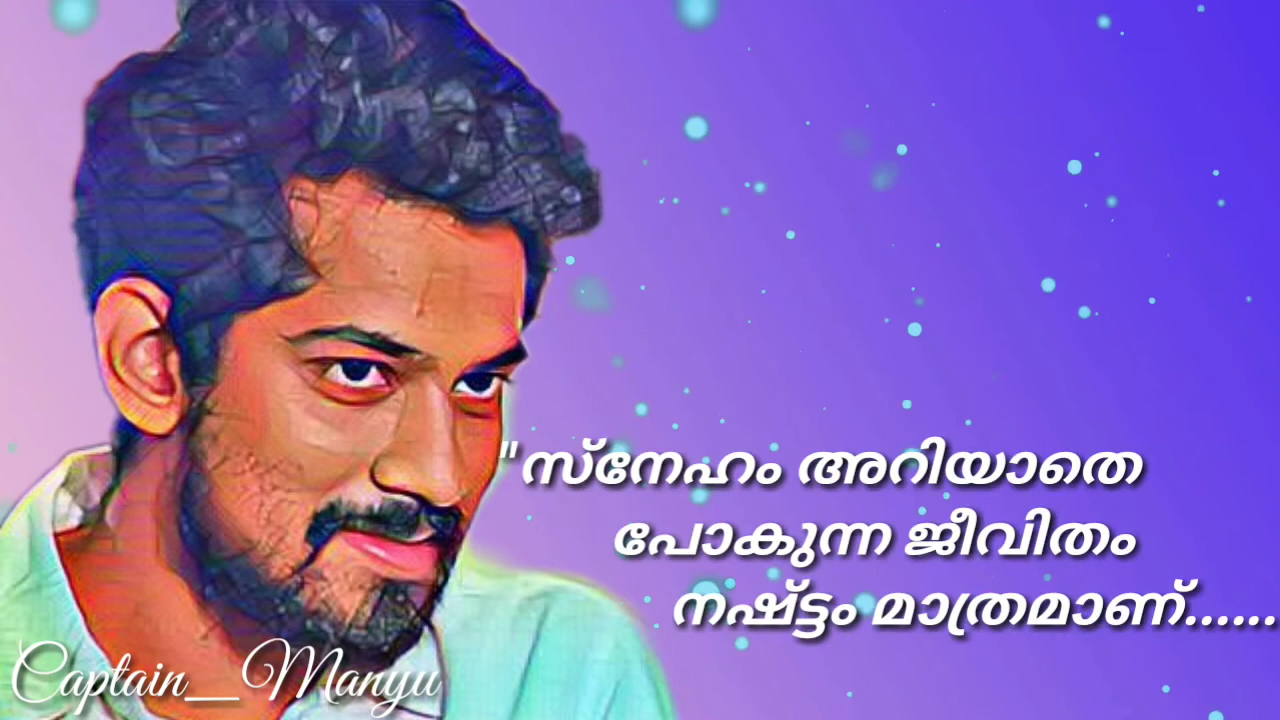 "സ്നേഹം അറിയാതെ
പോകുന്ന ജീവിതം
നഷ്ട്ടം മാത്രമാണ്......
Captain_Manyu